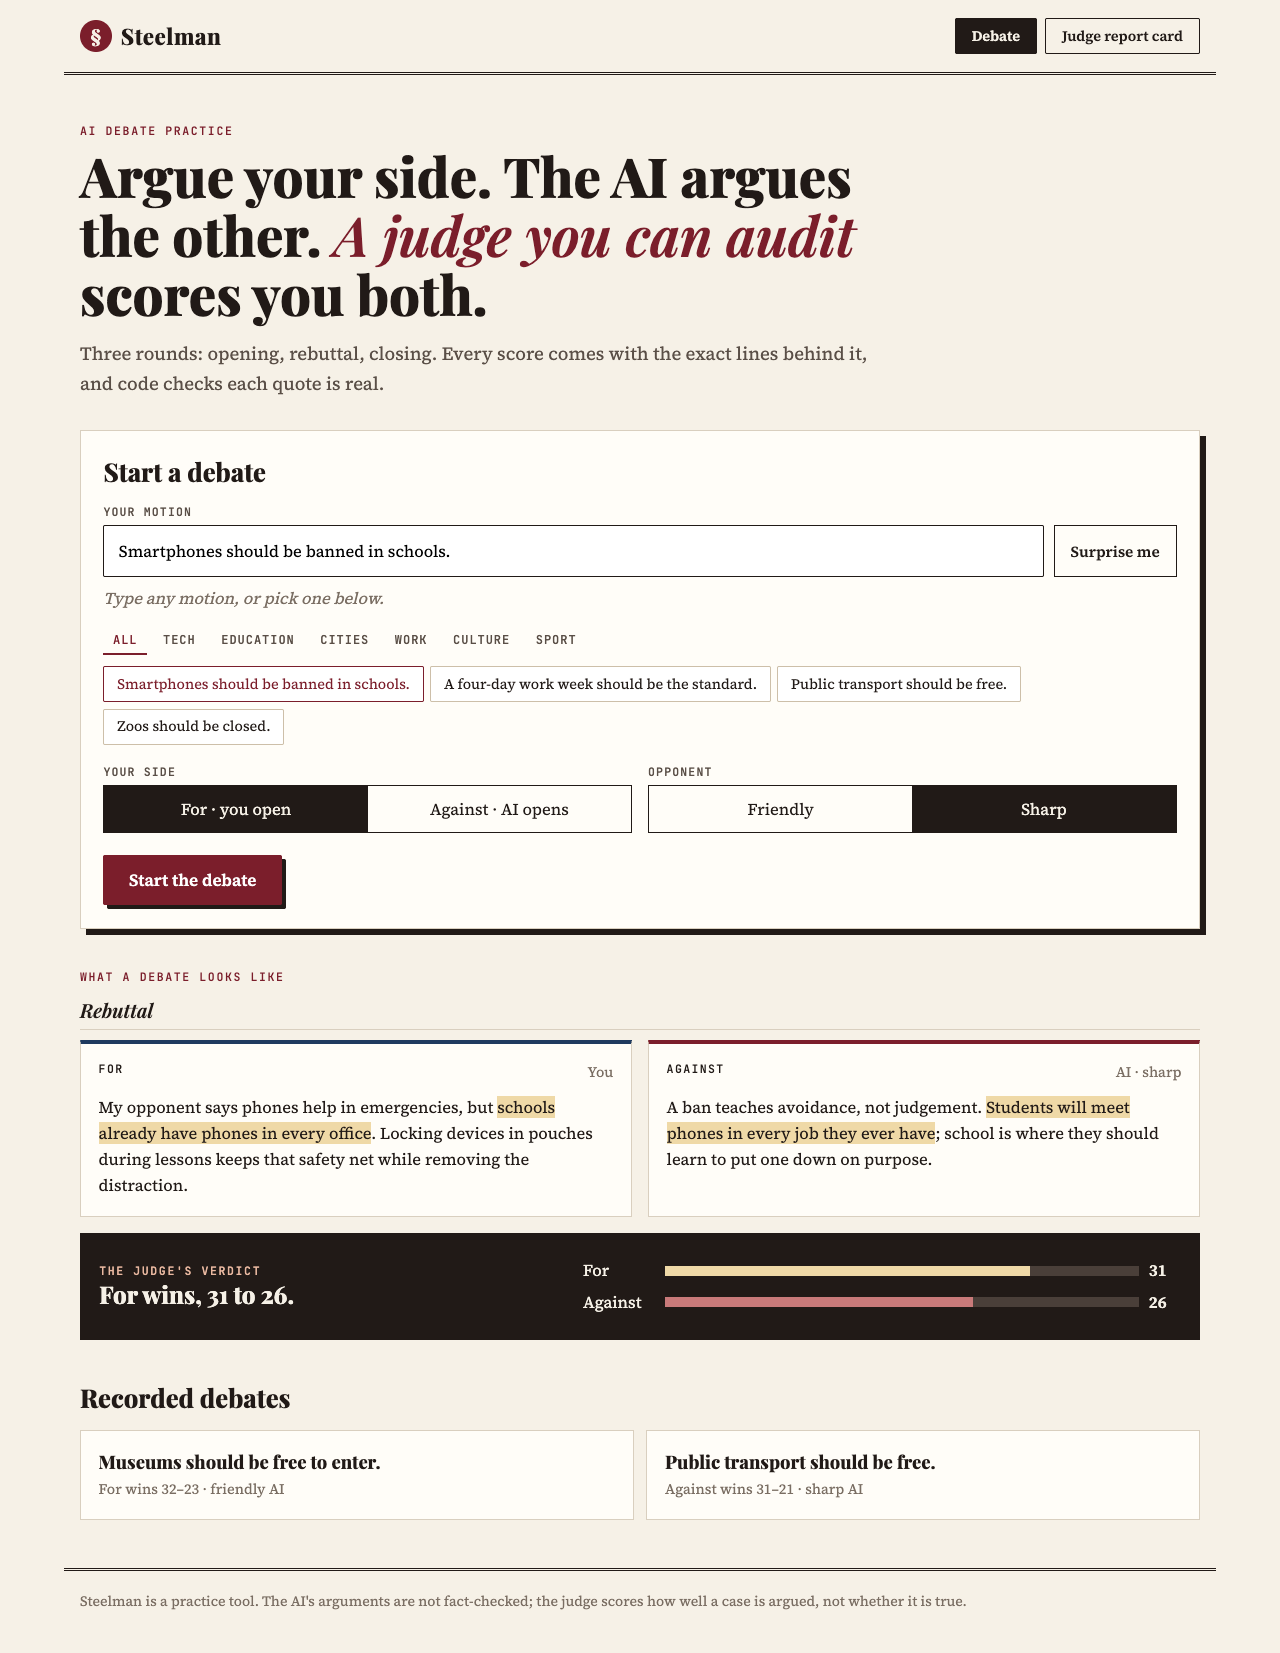 § Steelman
Debate
Judge report card
AI DEBATE PRACTICE
Argue your side. The AI argues
the other. A judge you can audit
scores you both.
Three rounds: opening, rebuttal, closing. Every score comes with the exact lines behind it,
and code checks each quote is real.
Start a debate
YOUR MOTION
Smartphones should be banned in schools.
Surprise me
Type any motion, or pick one below.
ALL TECH EDUCATION CITIES WORK CULTURE SPORT
Smartphones should be banned in schools.
A four-day work week should be the standard.
Public transport should be free.
Zoos should be closed.
YOUR SIDE
For · you open
Against · AI opens
OPPONENT
Friendly
Sharp
Start the debate
WHAT A DEBATE LOOKS LIKE
Rebuttal
FOR
You
My opponent says phones help in emergencies, but schools
already have phones in every office. Locking devices in pouches
during lessons keeps that safety net while removing the
distraction.
AGAINST
AI · sharp
A ban teaches avoidance, not judgement. Students will meet
phones in every job they ever have; school is where they should
learn to put one down on purpose.
THE JUDGE'S VERDICT
For wins, 31 to 26.
For 31
Against 26
Recorded debates
Museums should be free to enter.
For wins 32–23 · friendly AI
Public transport should be free.
Against wins 31–21 · sharp AI
Steelman is a practice tool. The AI's arguments are not fact-checked; the judge scores how well a case is argued, not whether it is true.